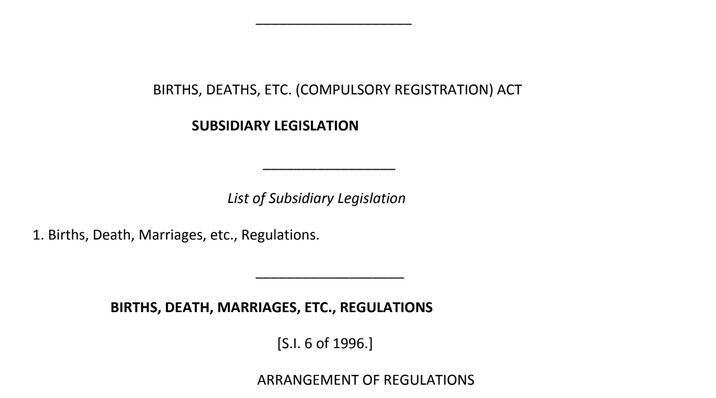 BIRTHS, DEATHS, ETC. (COMPULSORY REGISTRATION) ACT
SUBSIDIARY LEGISLATION
List of Subsidiary Legislation
1. Births, Death, Marriages, etc., Regulations.
BIRTHS, DEATH, MARRIAGES, ETC., REGULATIONS
[S.I. 6 of 1996.]
ARRANGEMENT OF REGULATIONS